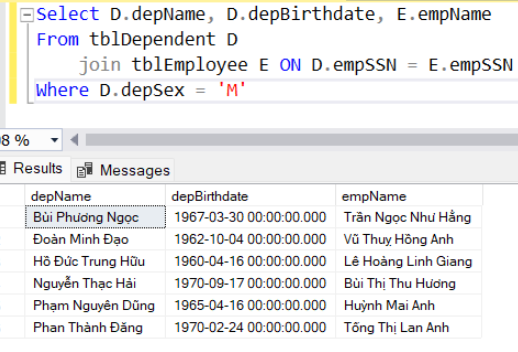 Select D.depName, D.depBirthdate, E.empName
From tblDependent D
join tblEmployee E ON D.empSSN = E.empSSN
Where D.depSex = 'M'
8 %
Results Messages
depName depBirthdate empName
Bùi Phương Ngọc 1967-03-30 00:00:00.000 Trần Ngọc Như Hằng
Đoàn Minh Đạo 1962-10-04 00:00:00.000 Vũ Thuỵ Hồng Anh
Hồ Đức Trung Hữu 1960-04-16 00:00:00.000 Lê Hoàng Linh Giang
Nguyễn Thạc Hải 1970-09-17 00:00:00.000 Bùi Thị Thu Hương
Phạm Nguyên Dũng 1965-04-16 00:00:00.000 Huỳnh Mai Anh
Phan Thành Đăng 1970-02-24 00:00:00.000 Tống Thị Lan Anh